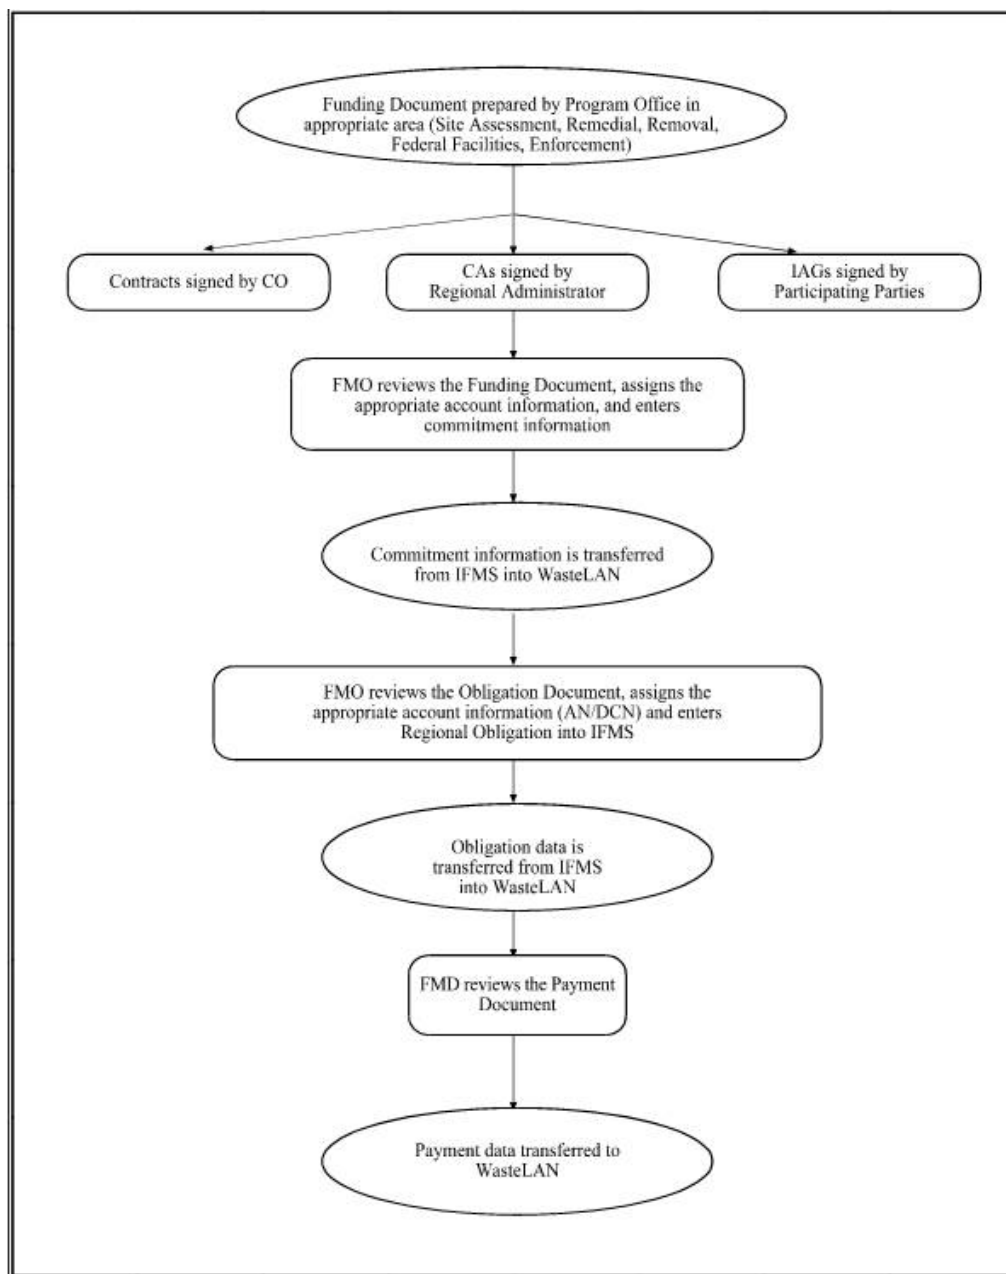 Funding Document prepared by Program Office in
appropriate area (Site Assessment, Remedial, Removal,
Federal Facilities, Enforcement)
Contracts signed by CO
CAs signed by
Regional Administrator
IAGs signed by
Participating Parties
FMO reviews the Funding Document, assigns the
appropriate account information, and enters
commitment information
Commitment information is transferred
from IFMS into WasteLAN
FMO reviews the Obligation Document, assigns the
appropriate account information (AN/DCN) and enters
Regional Obligation into IFMS
Obligation data is
transferred from IFMS
into WasteLAN
FMD reviews the Payment
Document
Payment data transferred to
WasteLAN